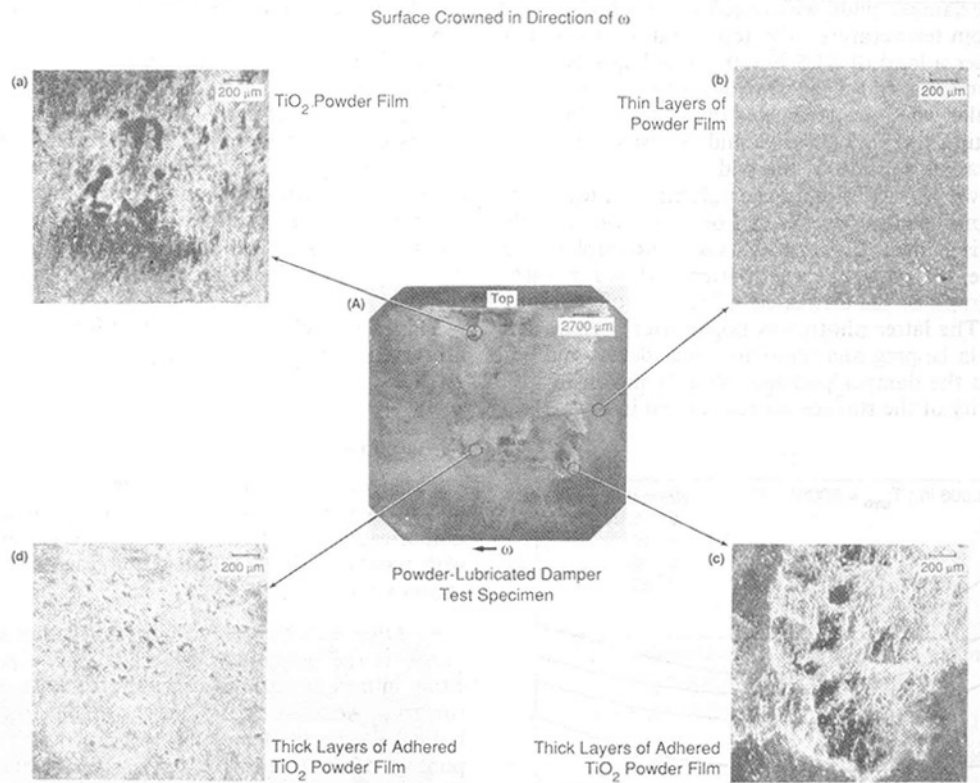 Surface Crowned in Direction of ω
(a)
200 μm
TiO2 Powder Film
(b)
200 μm
Thin Layers of
Powder Film
(A)
Top
2700 μm
ω
Powder-Lubricated Damper
Test Specimen
(d)
200 μm
Thick Layers of Adhered
TiO2 Powder Film
(c)
200 μm
Thick Layers of Adhered
TiO2 Powder Film